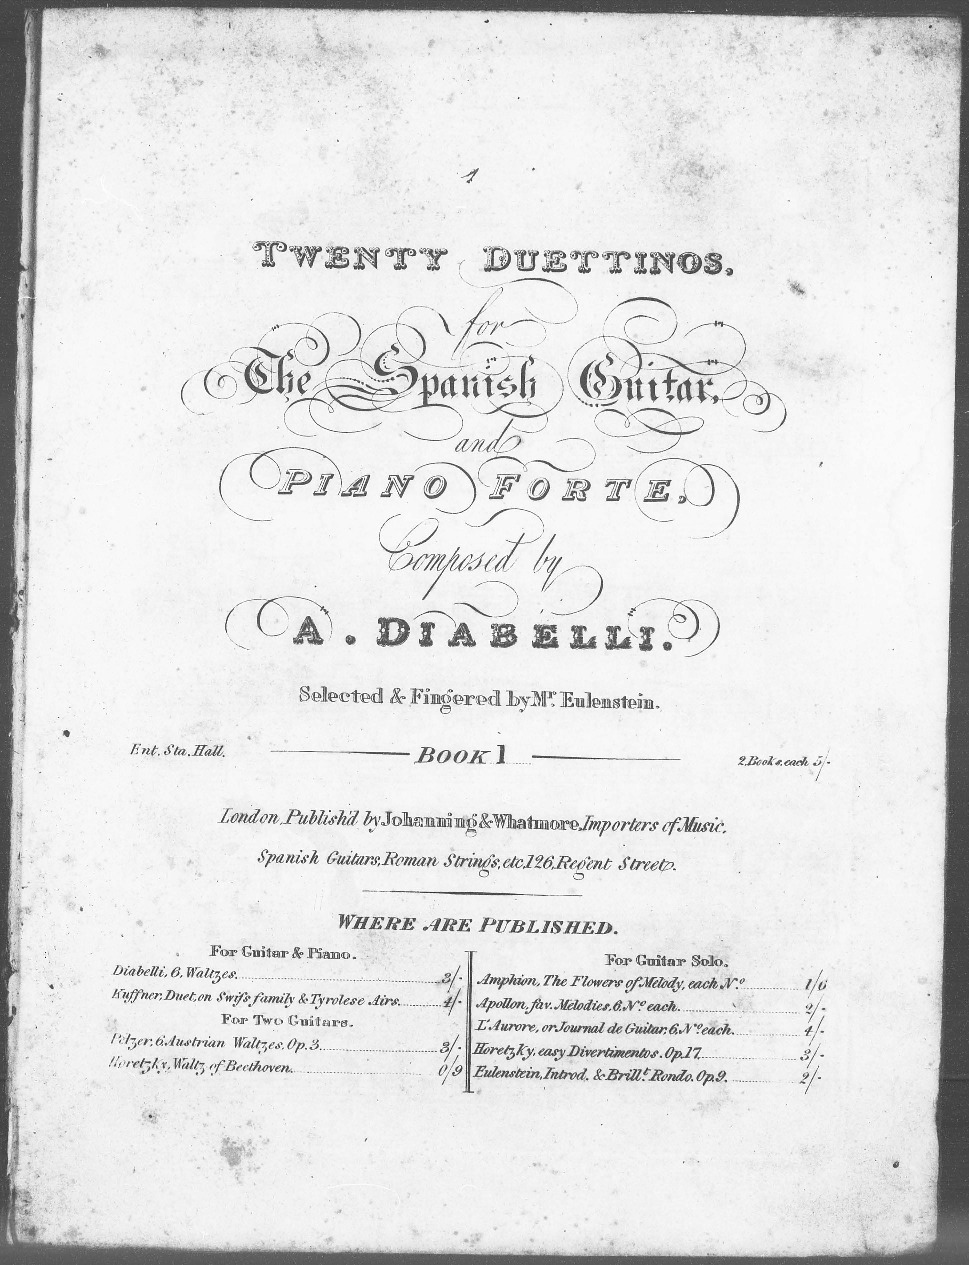 1
TWENTY DUETTINOS,
for
The Spanish Guitar,
and
PIANO FORTE,
Composed by
A. DIABELLI.
Selected & Fingered by Mr. Eulenstein.
Ent. Sta. Hall.
BOOK 1
2 Books, each 5/-
London, Publish'd by Johanning & Whatmore, Importers of Music,
Spanish Guitars, Roman Strings, etc, 126, Regent Street.
WHERE ARE PUBLISHED.
For Guitar & Piano.
Diabelli, 6, Waltzes. 3/-
Kuffner, Duet, on Swiss family & Tyrolese Airs. 4/-
For Two Guitars.
Pelzer, 6 Austrian Waltzes. Op. 3. 3/-
Horetzky, Waltz of Beethoven. 0/9
For Guitar Solo.
Amphion, The Flowers of Melody, each No. 1/6
Apollon, fav. Melodies, 6, No. each. 2/-
L'Aurore, or Journal de Guitar, 6, No. each. 4/-
Horetzky, easy Divertimentos. Op. 17. 3/-
Eulenstein, Introd. & Brillt. Rondo. Op. 9. 2/-